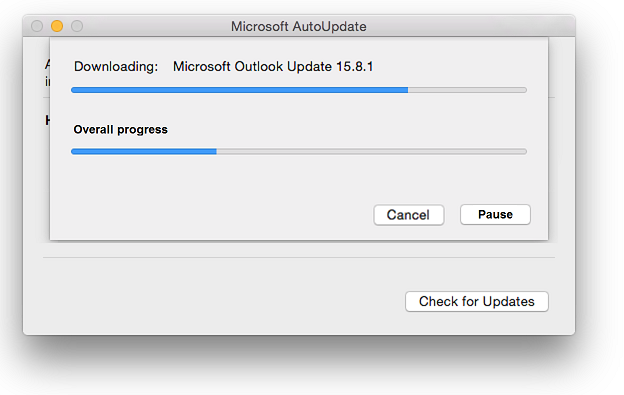 Microsoft AutoUpdate
Downloading: Microsoft Outlook Update 15.8.1
Overall progress
Cancel
Pause
Check for Updates